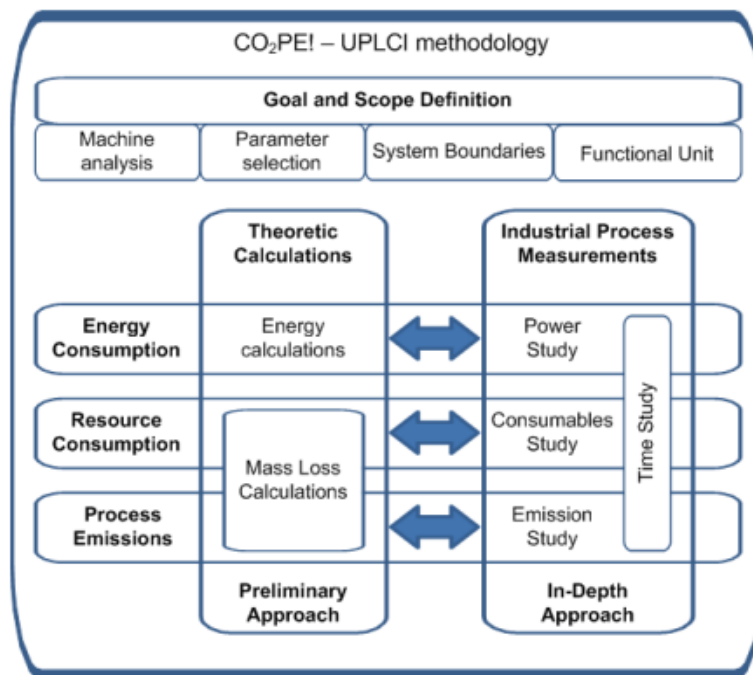 CO₂PE! – UPLCI methodology
Goal and Scope Definition
Machine
analysis
Parameter
selection
System Boundaries
Functional Unit
Theoretic
Calculations
Industrial Process
Measurements
Energy
Consumption
Energy
calculations
Power
Study
Resource
Consumption
Mass Loss
Calculations
Consumables
Study
Time Study
Process
Emissions
Emission
Study
Preliminary
Approach
In-Depth
Approach